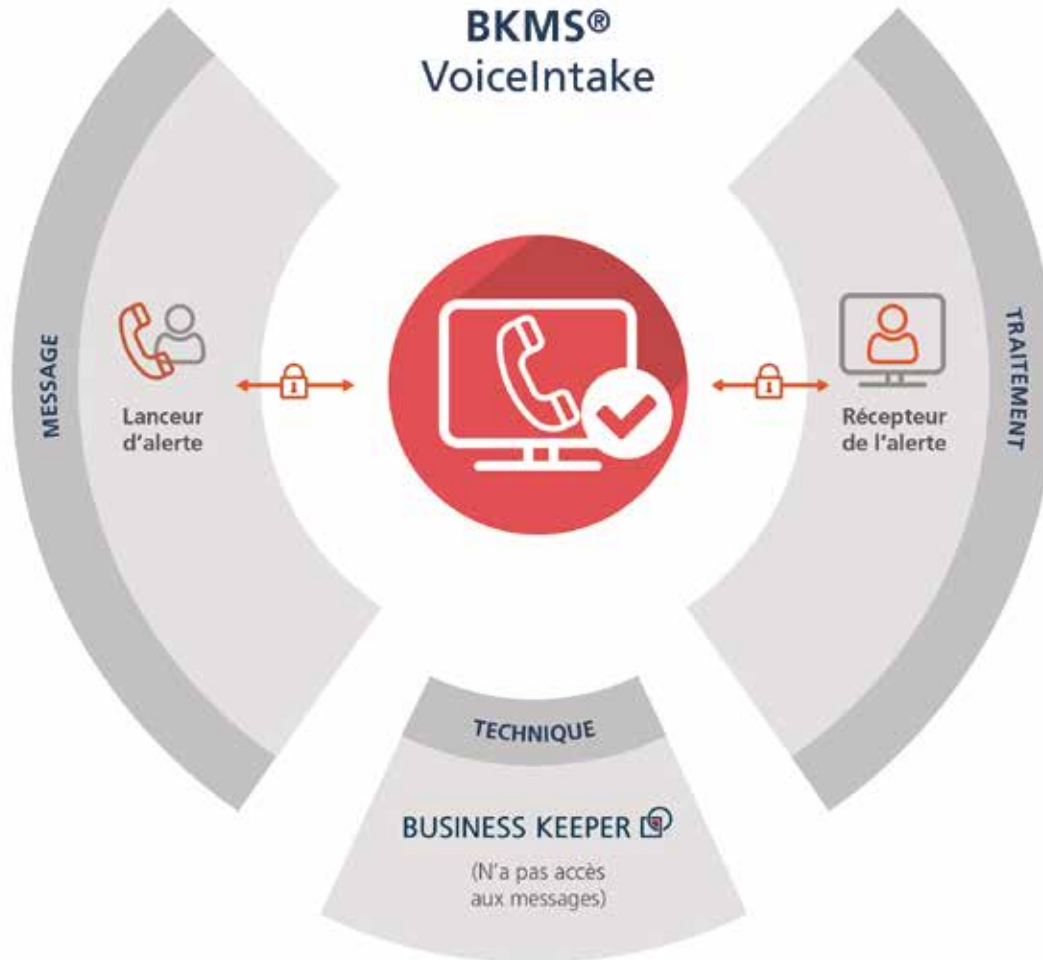 BKMS®
VoiceIntake
MESSAGE
Lanceur
d'alerte
Récepteur
de l'alerte
TRAITEMENT
TECHNIQUE
BUSINESS KEEPER
(N'a pas accès
aux messages)